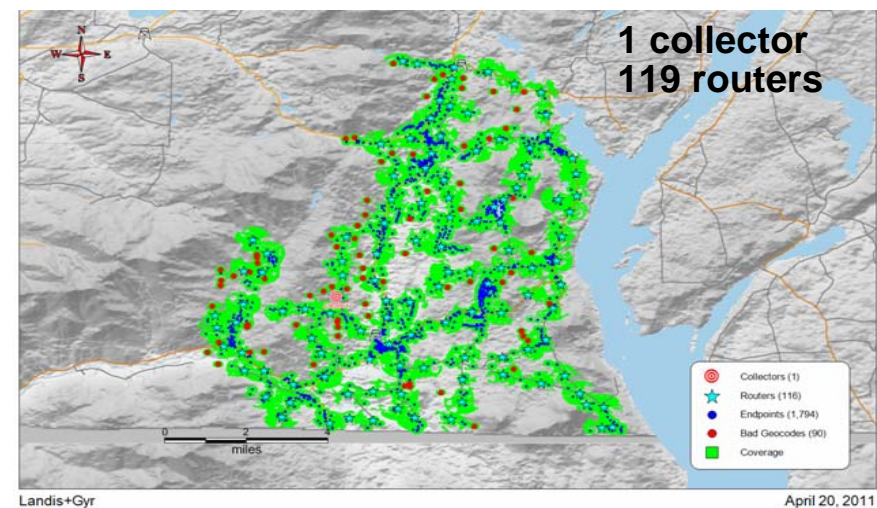 1 collector
119 routers
N
W E
S
Collectors (1)
Routers (116)
Endpoints (1,794)
Bad Geocodes (90)
Coverage
0 2 4
miles
Landis+Gyr
April 20, 2011